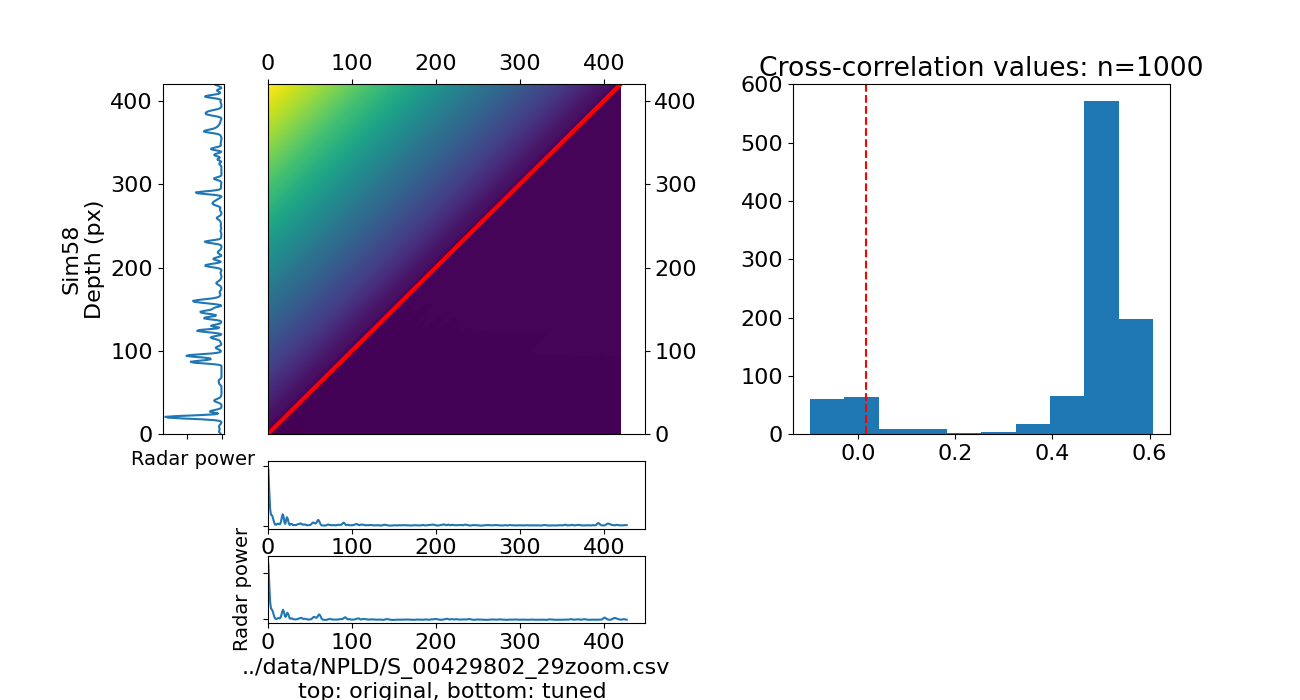 0 100 200 300 400
Cross-correlation values: n=1000
Sim58
Depth (px)
400
300
200
100
0
400
300
200
100
0
600
500
400
300
200
100
0
0.0 0.2 0.4 0.6
Radar power
0 100 200 300 400
Radar power
0 100 200 300 400
../data/NPLD/S_00429802_29zoom.csv
top: original, bottom: tuned